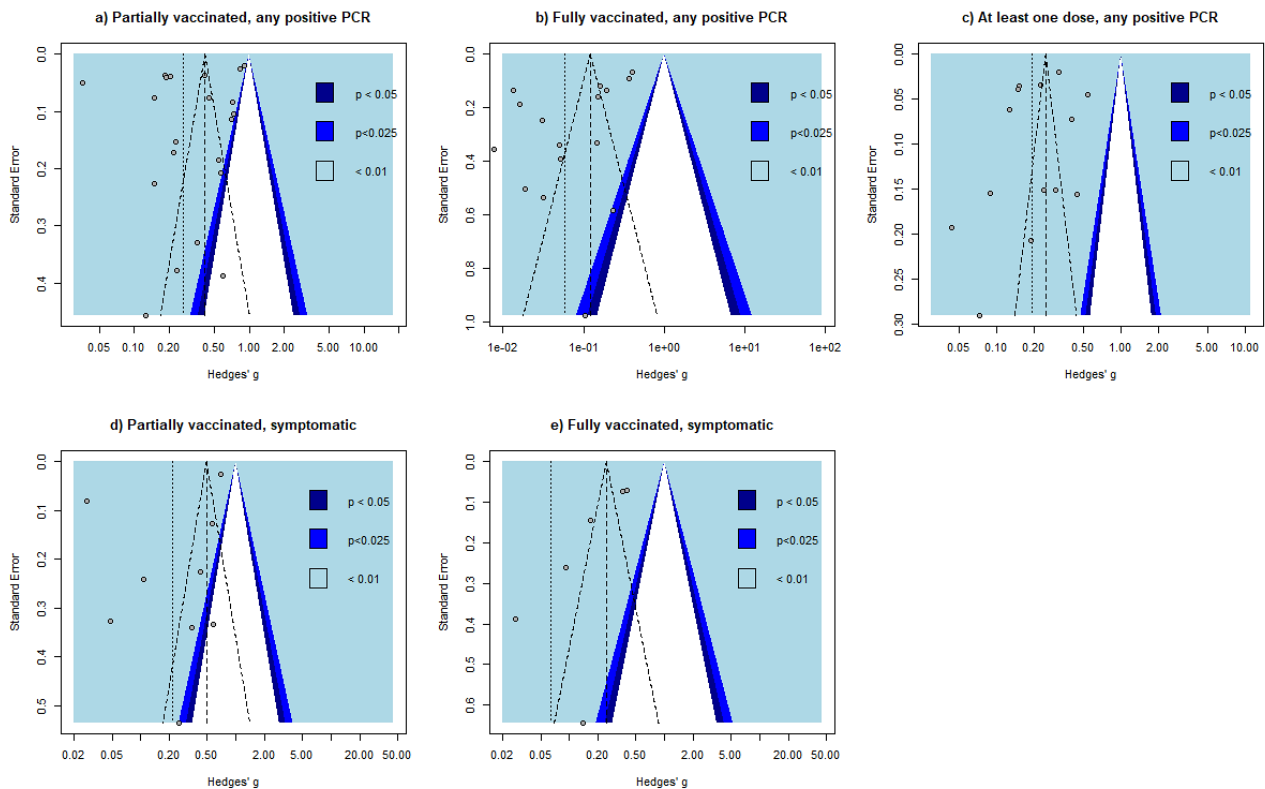 a) Partially vaccinated, any positive PCR
0.0
0.1
0.2
0.3
0.4
Standard Error
p < 0.05
p<0.025
< 0.01
0.05 0.10 0.20 0.50 1.00 2.00 5.00 10.00
Hedges' g
b) Fully vaccinated, any positive PCR
0.0
0.2
0.4
0.6
0.8
1.0
Standard Error
p < 0.05
p<0.025
< 0.01
1e-02 1e-01 1e+00 1e+01 1e+02
Hedges' g
c) At least one dose, any positive PCR
0.00
0.05
0.10
0.15
0.20
0.25
0.30
Standard Error
p < 0.05
p<0.025
< 0.01
0.05 0.10 0.20 0.50 1.00 2.00 5.00 10.00
Hedges' g
d) Partially vaccinated, symptomatic
0.0
0.1
0.2
0.3
0.4
0.5
Standard Error
p < 0.05
p<0.025
< 0.01
0.02 0.05 0.20 0.50 2.00 5.00 20.00 50.00
Hedges' g
e) Fully vaccinated, symptomatic
0.0
0.1
0.2
0.3
0.4
0.5
0.6
Standard Error
p < 0.05
p<0.025
< 0.01
0.02 0.05 0.20 0.50 2.00 5.00 20.00 50.00
Hedges' g